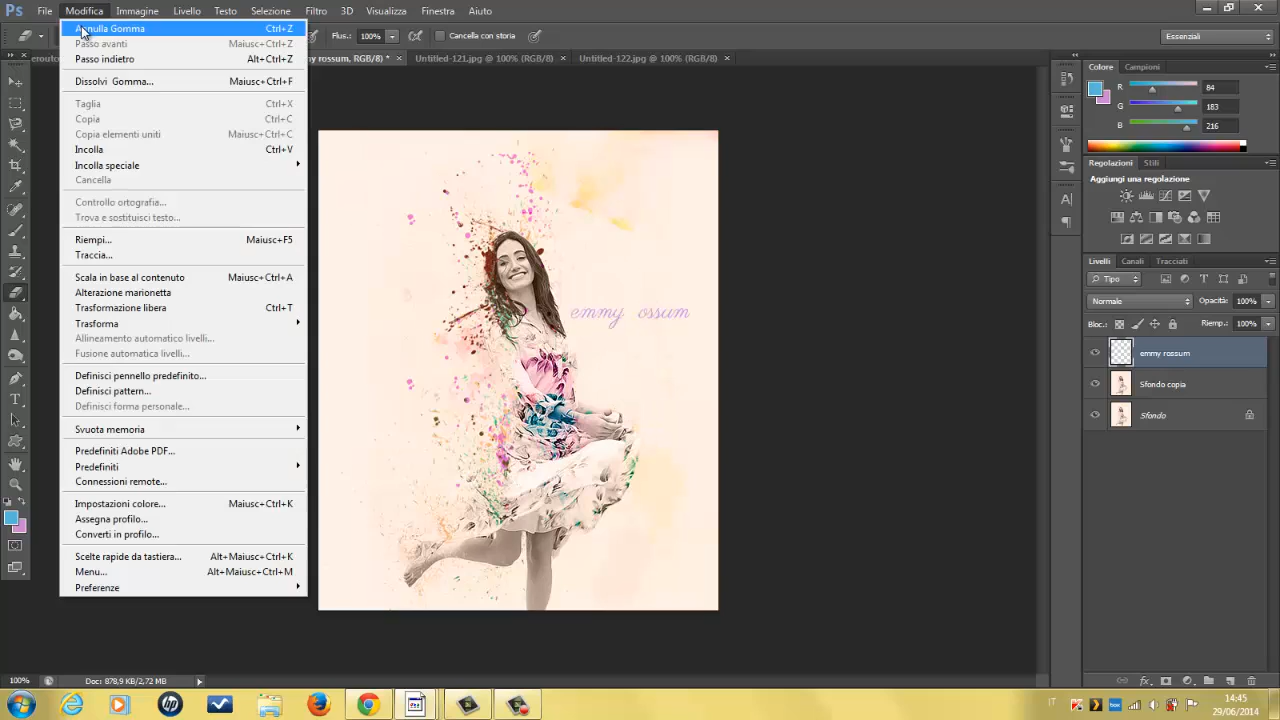 Ps File Modifica Immagine Livello Testo Selezione Filtro 3D Visualizza Finestra Aiuto
Flus.: 100% Cancella con storia Essenziali
my rossum, RGB/8) * × Untitled-121.jpg @ 100% (RGB/8) × Untitled-122.jpg @ 100% (RGB/8) ×
Annulla Gomma Ctrl+Z
Passo avanti Maiusc+Ctrl+Z
Passo indietro Alt+Ctrl+Z
Dissolvi Gomma... Maiusc+Ctrl+F
Taglia Ctrl+X
Copia Ctrl+C
Copia elementi uniti Maiusc+Ctrl+C
Incolla Ctrl+V
Incolla speciale
Cancella
Controllo ortografia...
Trova e sostituisci testo...
Riempi... Maiusc+F5
Traccia...
Scala in base al contenuto Maiusc+Ctrl+A
Alterazione marionetta
Trasformazione libera Ctrl+T
Trasforma
Allineamento automatico livelli...
Fusione automatica livelli...
Definisci pennello predefinito...
Definisci pattern...
Definisci forma personale...
Svuota memoria
Predefiniti Adobe PDF...
Predefiniti
Connessioni remote...
Impostazioni colore... Maiusc+Ctrl+K
Assegna profilo...
Converti in profilo...
Scelte rapide da tastiera... Alt+Maiusc+Ctrl+K
Menu... Alt+Maiusc+Ctrl+M
Preferenze
emmy ossum
Colore Campioni
R 84
G 183
B 216
Regolazioni Stili
Aggiungi una regolazione
Livelli Canali Tracciati
Tipo
Normale Opacità: 100%
Bloc.: Riemp.: 100%
emmy rossum
Sfondo copia
Sfondo
100% Doc: 878,9 KB/2,72 MB
IT 14:45
29/06/2014